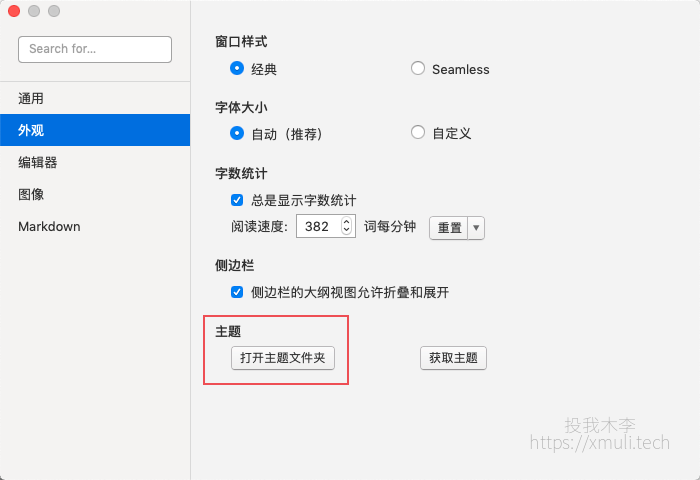 Search for...
通用
外观
编辑器
图像
Markdown
窗口样式
经典 Seamless
字体大小
自动（推荐） 自定义
字数统计
总是显示字数统计
阅读速度: 382 词每分钟 重置
侧边栏
侧边栏的大纲视图允许折叠和展开
主题
打开主题文件夹 获取主题
投我木李
https://xmuli.tech